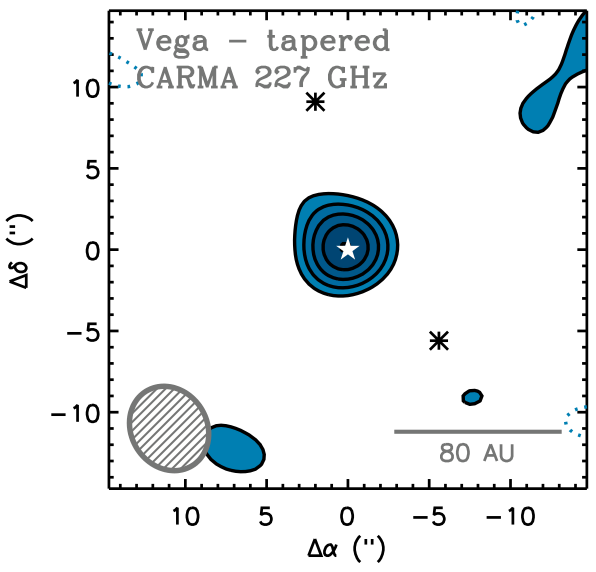 Vega – tapered
CARMA 227 GHz
10
5
0
−5
−10
Δδ (")
80 AU
10 5 0 −5 −10
Δα (")